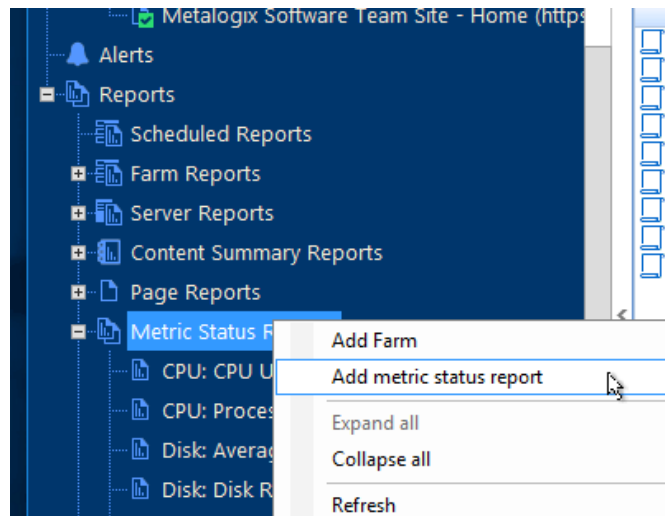 Metalogix Software Team Site - Home (https
Alerts
Reports
Scheduled Reports
Farm Reports
Server Reports
Content Summary Reports
Page Reports
Metric Status R
Add Farm
Add metric status report
Expand all
Collapse all
Refresh
CPU: CPU U
CPU: Proces
Disk: Averag
Disk: Disk R